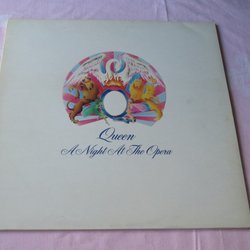 Queen
A Night At The Opera